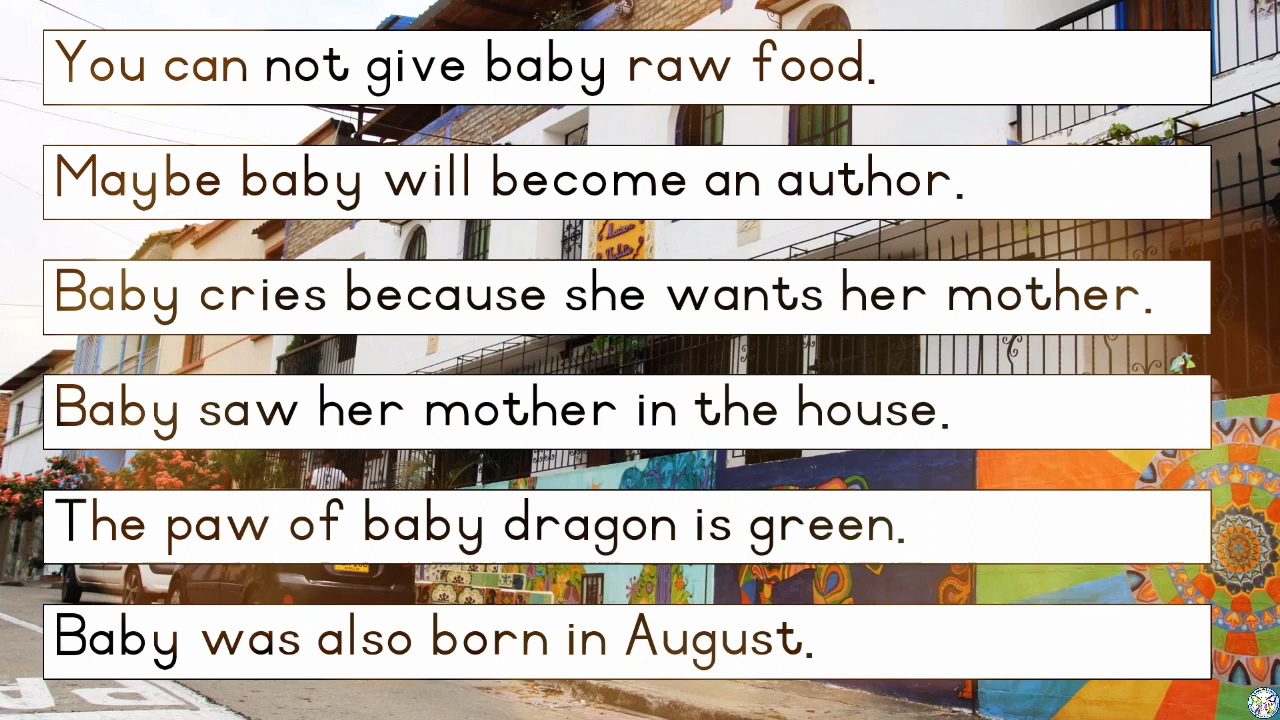 You can not give baby raw food.
Maybe baby will become an author.
Baby cries because she wants her mother.
Baby saw her mother in the house.
The paw of baby dragon is green.
Baby was also born in August.